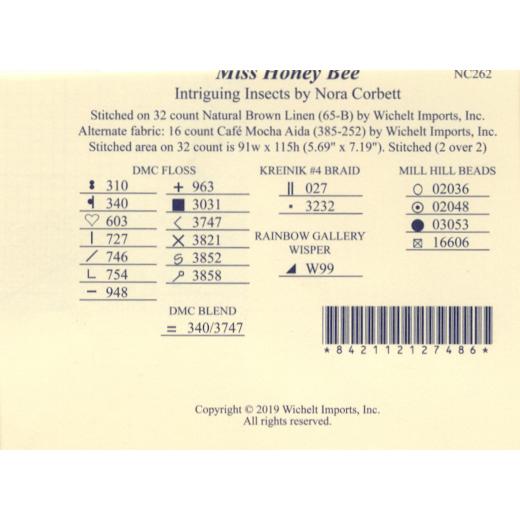 Miss Honey Bee
NC262
Intriguing Insects by Nora Corbett
Stitched on 32 count Natural Brown Linen (65-B) by Wichelt Imports, Inc.
Alternate fabric: 16 count Café Mocha Aida (385-252) by Wichelt Imports, Inc.
Stitched area on 32 count is 91w x 115h (5.69" x 7.19"). Stitched (2 over 2)
DMC FLOSS
310
340
603
727
/ 746
L 754
– 948
+ 963
■ 3031
< 3747
X 3821
S 3852
3858
DMC BLEND
= 340/3747
KREINIK #4 BRAID
|| 027
▪ 3232
RAINBOW GALLERY
WISPER
◢ W99
MILL HILL BEADS
○ 02036
⊙ 02048
● 03053
⊠ 16606
*842112127486*
Copyright © 2019 Wichelt Imports, Inc.
All rights reserved.